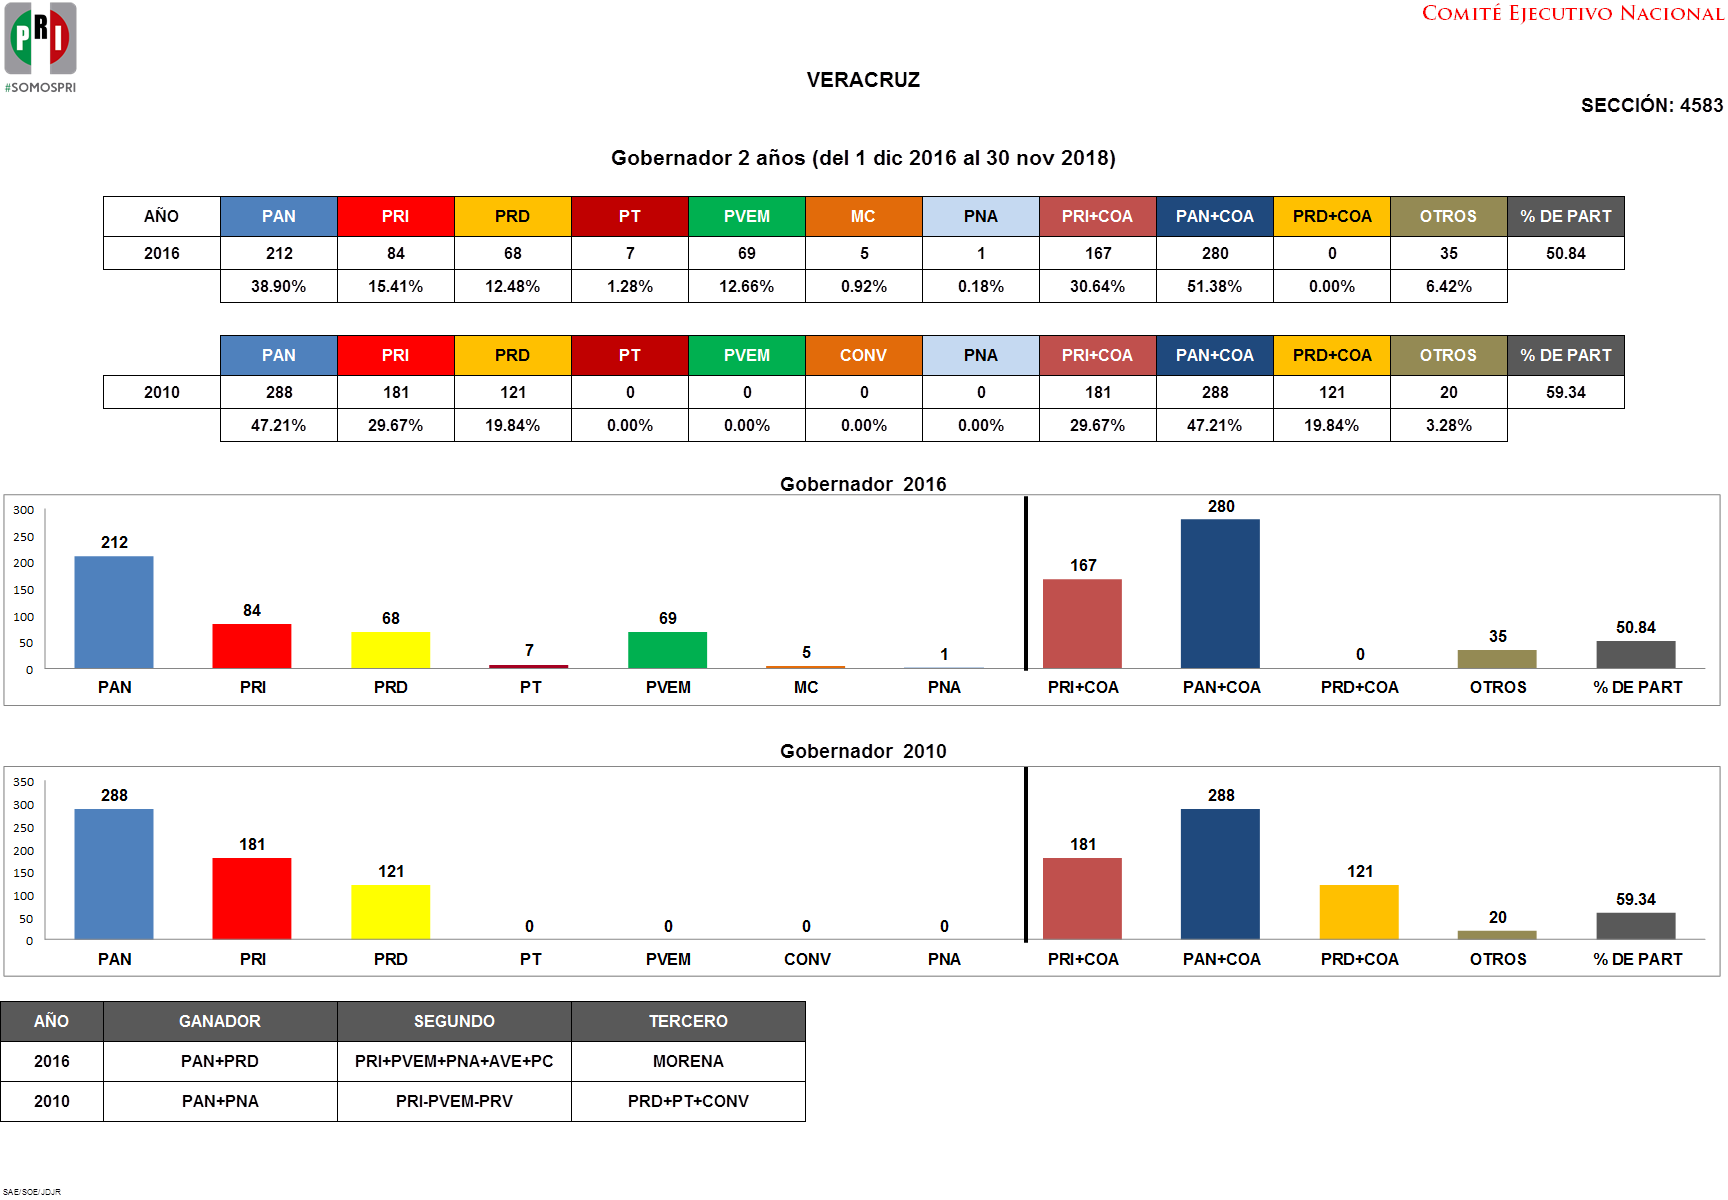 PRI
#SOMOSPRI
COMITÉ EJECUTIVO NACIONAL
VERACRUZ
SECCIÓN: 4583
Gobernador 2 años (del 1 dic 2016 al 30 nov 2018)
AÑO PAN PRI PRD PT PVEM MC PNA PRI+COA PAN+COA PRD+COA OTROS % DE PART
2016 212 84 68 7 69 5 1 167 280 0 35 50.84
38.90% 15.41% 12.48% 1.28% 12.66% 0.92% 0.18% 30.64% 51.38% 0.00% 6.42%
PAN PRI PRD PT PVEM CONV PNA PRI+COA PAN+COA PRD+COA OTROS % DE PART
2010 288 181 121 0 0 0 0 181 288 121 20 59.34
47.21% 29.67% 19.84% 0.00% 0.00% 0.00% 0.00% 29.67% 47.21% 19.84% 3.28%
Gobernador 2016
300
250
200
150
100
50
0
212 84 68 7 69 5 1 167 280 0 35 50.84
PAN PRI PRD PT PVEM MC PNA PRI+COA PAN+COA PRD+COA OTROS % DE PART
Gobernador 2010
350
300
250
200
150
100
50
0
288 181 121 0 0 0 0 181 288 121 20 59.34
PAN PRI PRD PT PVEM CONV PNA PRI+COA PAN+COA PRD+COA OTROS % DE PART
AÑO GANADOR SEGUNDO TERCERO
2016 PAN+PRD PRI+PVEM+PNA+AVE+PC MORENA
2010 PAN+PNA PRI-PVEM-PRV PRD+PT+CONV
SAE/SOE/JDJR